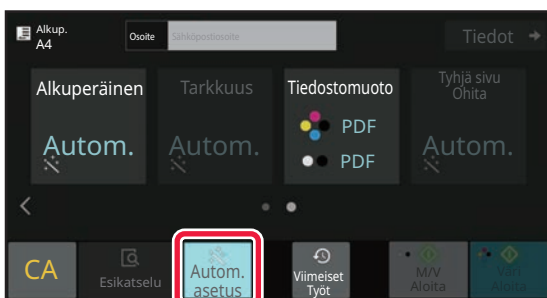 Alkup.
A4
Osoite
Sähköpostiosoite
Tiedot
Alkuperäinen
Autom.
Tarkkuus
Autom.
Tiedostomuoto
PDF
PDF
Tyhjä sivu
Ohita
Autom.
CA
Esikatselu
Autom.
asetus
Viimeiset
Työt
M/V
Aloita
Väri
Aloita